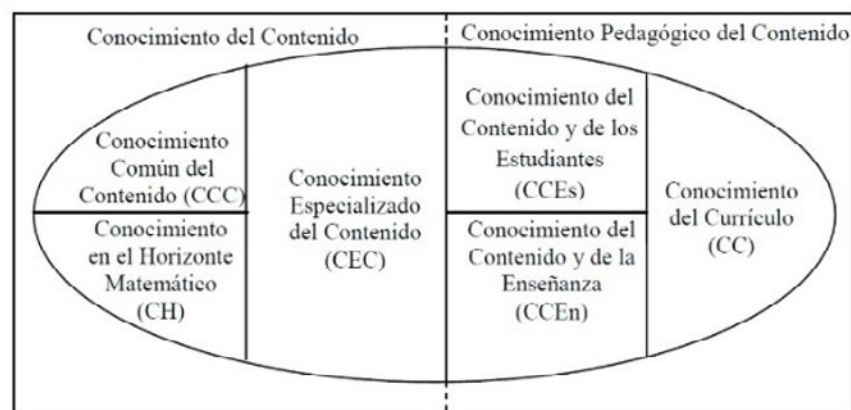 Conocimiento del Contenido
Conocimiento Pedagógico del Contenido
Conocimiento
Común del
Contenido (CCC)
Conocimiento
en el Horizonte
Matemático
(CH)
Conocimiento
Especializado
del Contenido
(CEC)
Conocimiento del
Contenido y de los
Estudiantes
(CCEs)
Conocimiento del
Contenido y de la
Enseñanza
(CCEn)
Conocimiento
del Currículo
(CC)